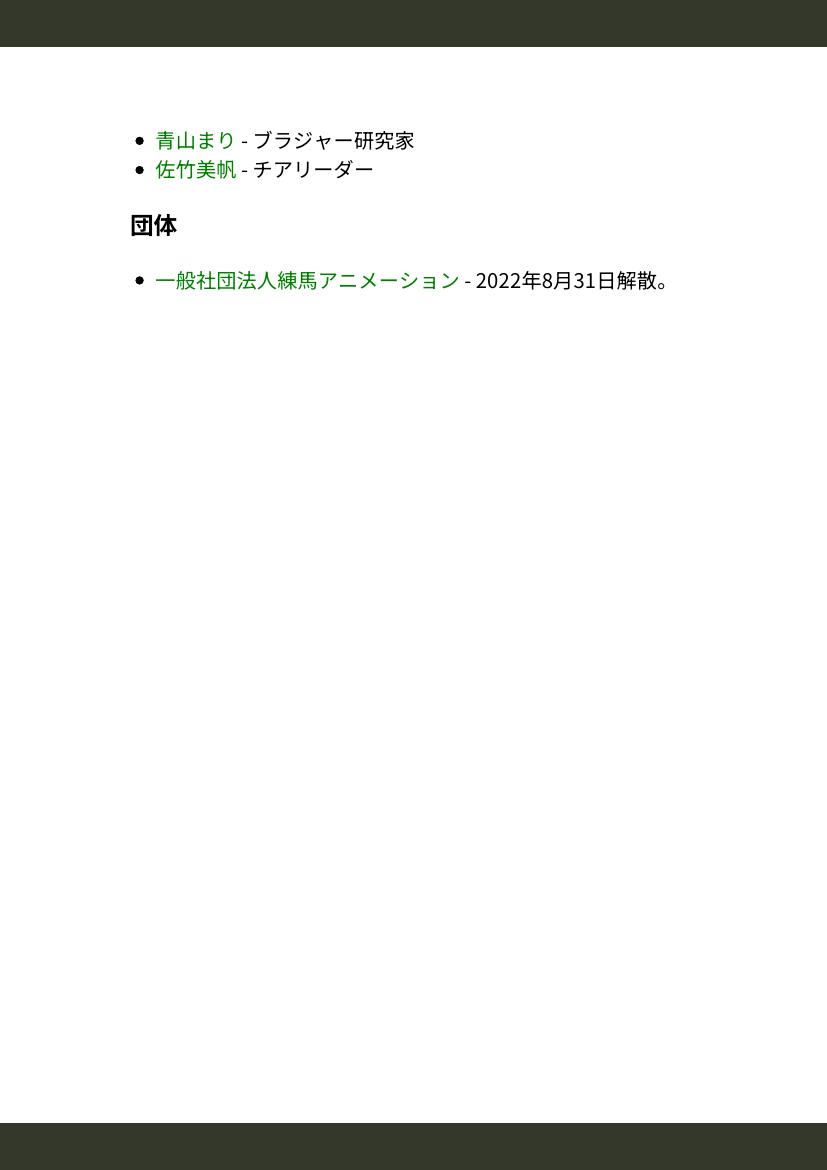 青山まり - ブラジャー研究家
佐竹美帆 - チアリーダー
団体
一般社団法人練馬アニメーション - 2022年8月31日解散。